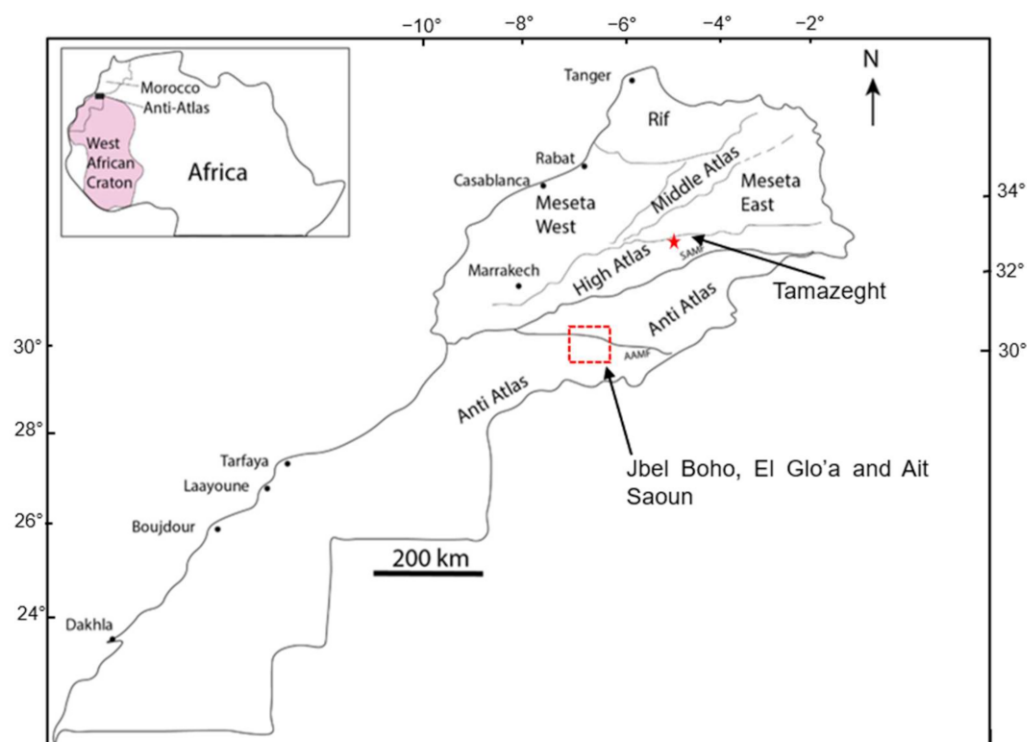 −10°
−8°
−6°
−4°
−2°
N
Morocco
Anti-Atlas
West
African
Craton
Africa
Tanger
Rif
Rabat
Casablanca
Meseta
West
Middle Atlas
Meseta
East
34°
Marrakech
High Atlas
SAMF
32°
Tamazeght
Anti Atlas
30°
30°
AAMF
Anti Atlas
28°
Jbel Boho, El Glo'a and Ait
Saoun
Tarfaya
Laayoune
26°
Boujdour
200 km
24°
Dakhla